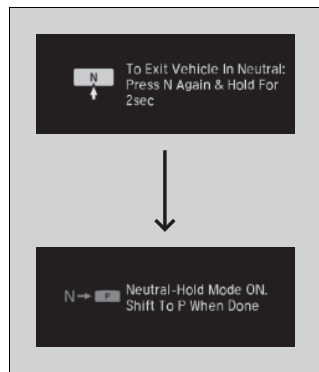 N
To Exit Vehicle In Neutral:
Press N Again & Hold For
2sec
N→ P
Neutral-Hold Mode ON.
Shift To P When Done